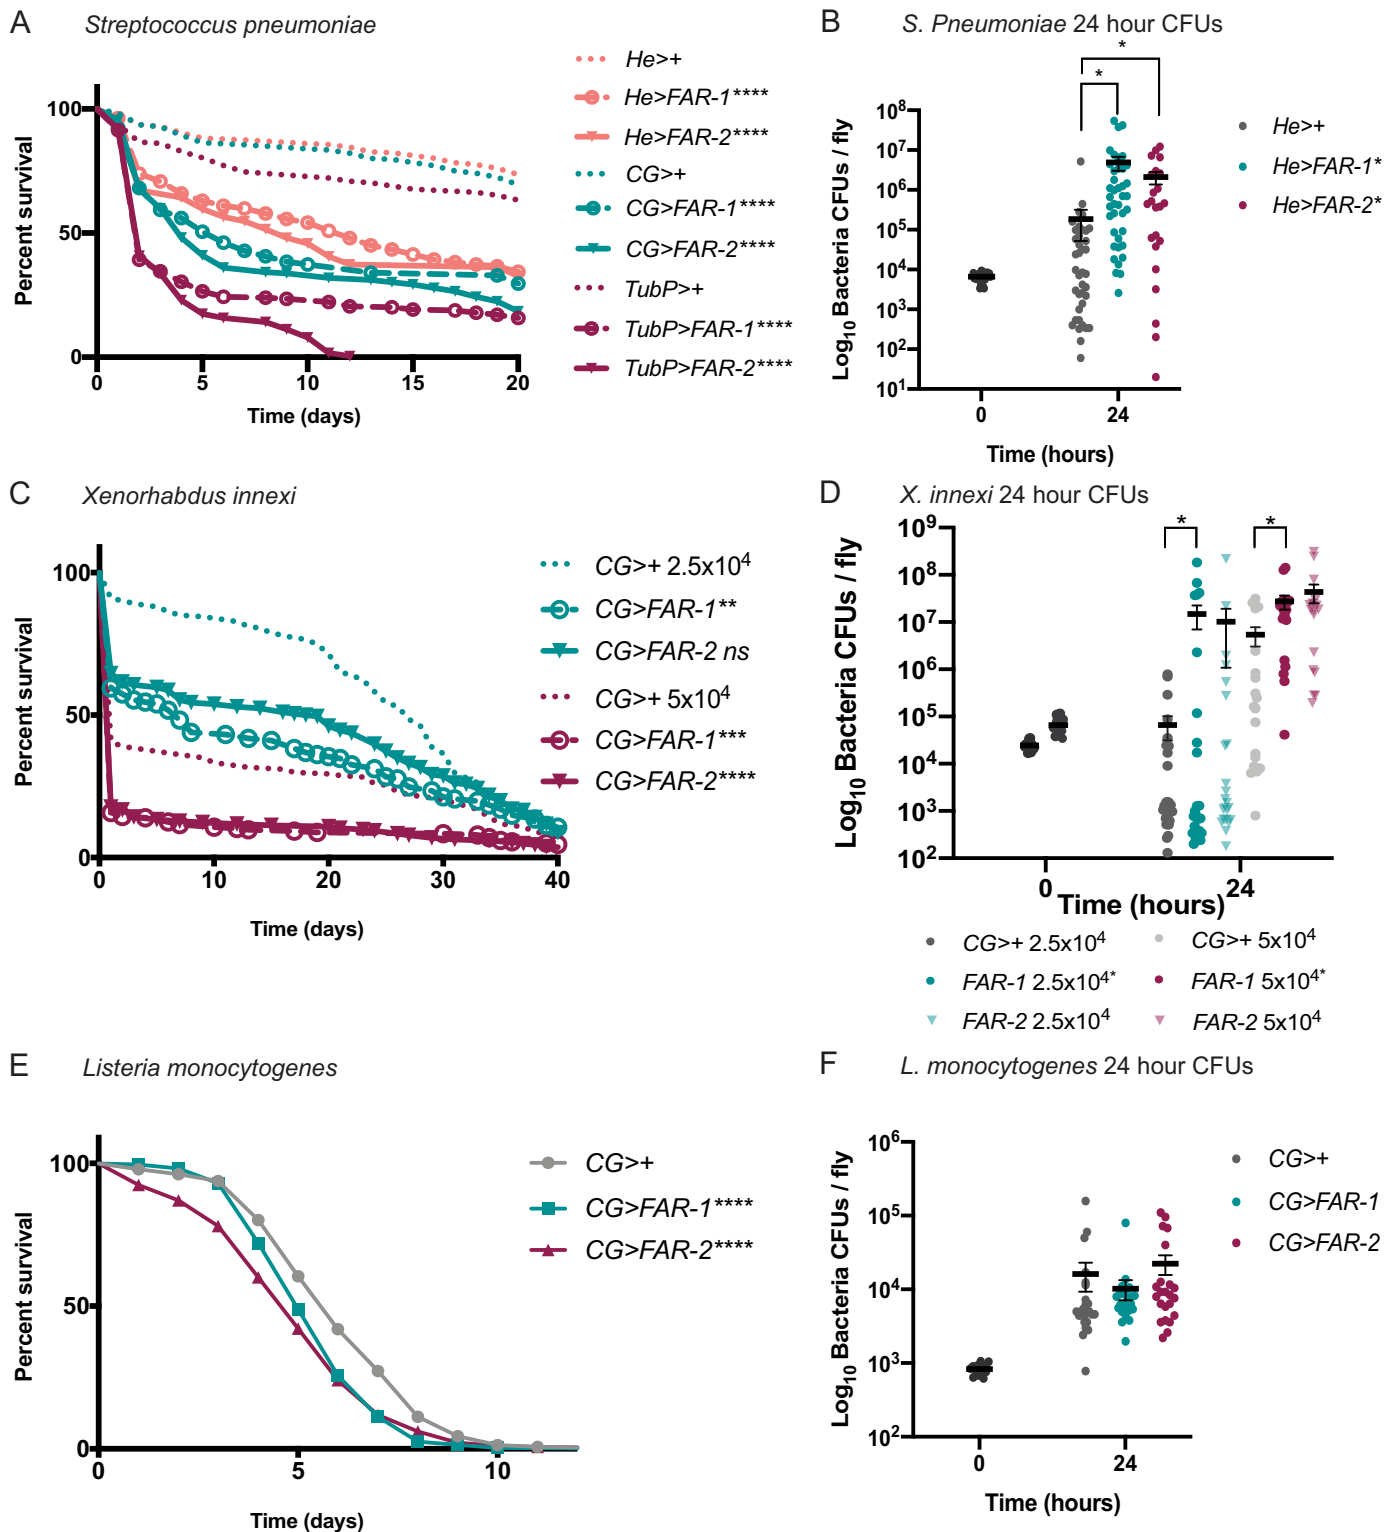 A Streptococcus pneumoniae
100
50
0
0 5 10 15 20
Percent survival
Time (days)
He>+
He>FAR-1****
He>FAR-2****
CG>+
CG>FAR-1****
CG>FAR-2****
TubP>+
TubP>FAR-1****
TubP>FAR-2****
B S. Pneumoniae 24 hour CFUs
* *
10⁸
10⁷
10⁶
10⁵
10⁴
10³
10²
10¹
0 24
Log₁₀ Bacteria CFUs / fly
Time (hours)
He>+
He>FAR-1*
He>FAR-2*
C Xenorhabdus innexi
100
50
0
0 10 20 30 40
Percent survival
Time (days)
CG>+ 2.5x10⁴
CG>FAR-1**
CG>FAR-2 ns
CG>+ 5x10⁴
CG>FAR-1***
CG>FAR-2****
D X. innexi 24 hour CFUs
* *
10⁹
10⁸
10⁷
10⁶
10⁵
10⁴
10³
10²
0 24
Log₁₀ Bacteria CFUs / fly
Time (hours)
CG>+ 2.5x10⁴
FAR-1 2.5x10⁴*
FAR-2 2.5x10⁴
CG>+ 5x10⁴
FAR-1 5x10⁴*
FAR-2 5x10⁴
E Listeria monocytogenes
100
50
0
0 5 10
Percent survival
Time (days)
CG>+
CG>FAR-1****
CG>FAR-2****
F L. monocytogenes 24 hour CFUs
10⁶
10⁵
10⁴
10³
10²
0 24
Log₁₀ Bacteria CFUs / fly
Time (hours)
CG>+
CG>FAR-1
CG>FAR-2